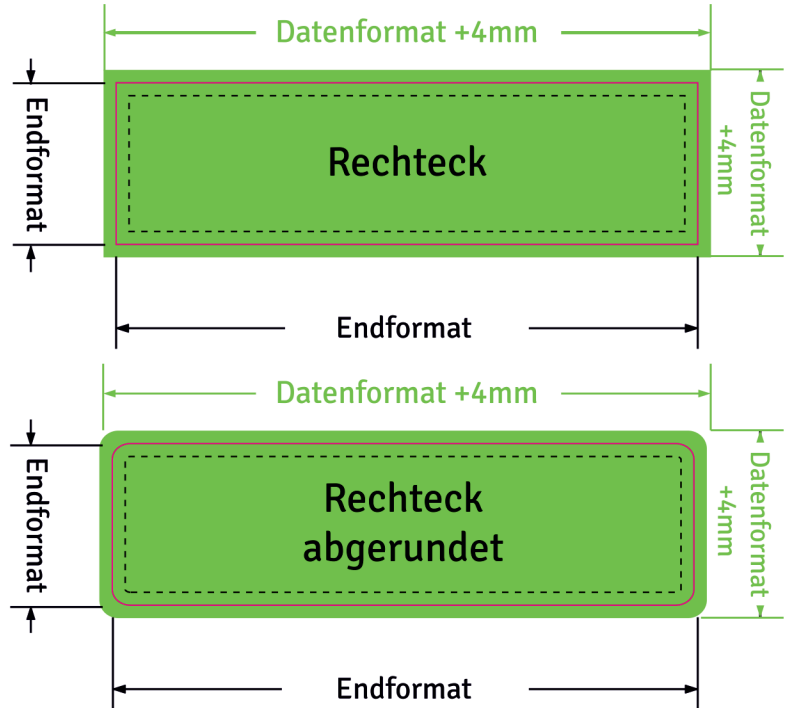 Datenformat +4mm
Endformat
Rechteck
Datenformat
+4mm
Endformat
Datenformat +4mm
Endformat
Rechteck
abgerundet
Datenformat
+4mm
Endformat